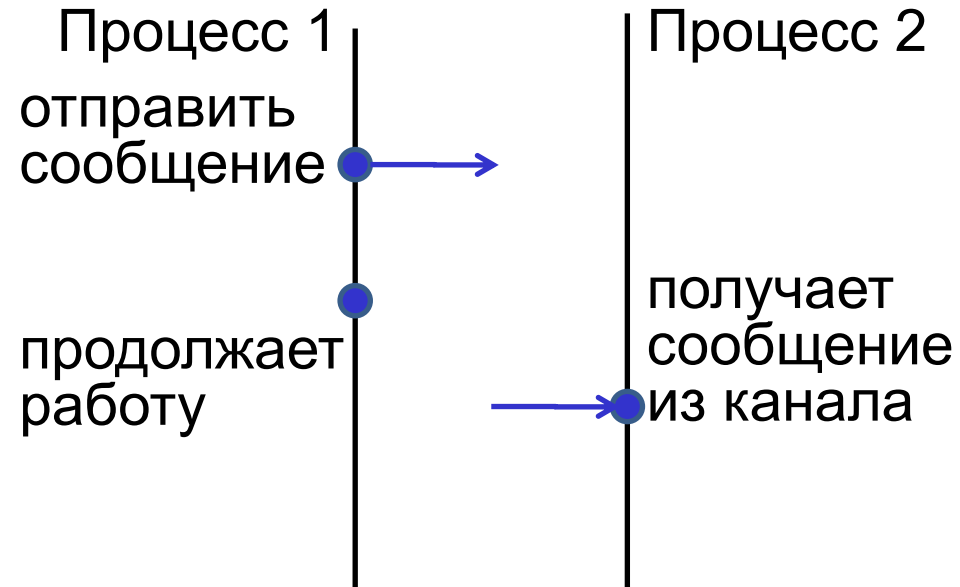 Процесс 1
Процесс 2
отправить
сообщение
продолжает
работу
получает
сообщение
из канала